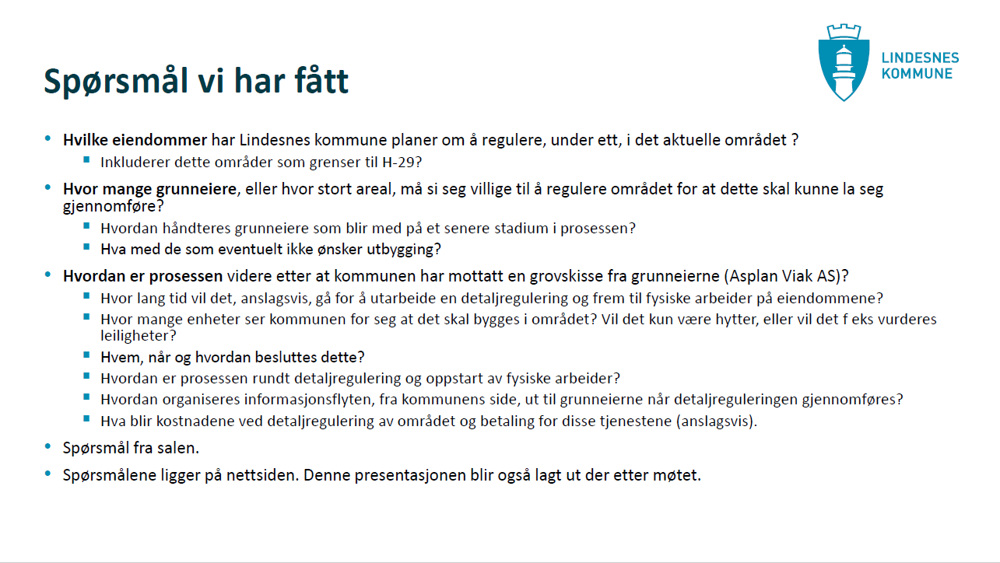 LINDESNES
KOMMUNE
Spørsmål vi har fått
• Hvilke eiendommer har Lindesnes kommune planer om å regulere, under ett, i det aktuelle området ?
▪ Inkluderer dette områder som grenser til H-29?
• Hvor mange grunneiere, eller hvor stort areal, må si seg villige til å regulere området for at dette skal kunne la seg
gjennomføre?
▪ Hvordan håndteres grunneiere som blir med på et senere stadium i prosessen?
▪ Hva med de som eventuelt ikke ønsker utbygging?
• Hvordan er prosessen videre etter at kommunen har mottatt en grovskisse fra grunneierne (Asplan Viak AS)?
▪ Hvor lang tid vil det, anslagsvis, gå for å utarbeide en detaljregulering og frem til fysiske arbeider på eiendommene?
▪ Hvor mange enheter ser kommunen for seg at det skal bygges i området? Vil det kun være hytter, eller vil det f eks vurderes
leiligheter?
▪ Hvem, når og hvordan besluttes dette?
▪ Hvordan er prosessen rundt detaljregulering og oppstart av fysiske arbeider?
▪ Hvordan organiseres informasjonsflyten, fra kommunens side, ut til grunneierne når detaljreguleringen gjennomføres?
▪ Hva blir kostnadene ved detaljregulering av området og betaling for disse tjenestene (anslagsvis).
• Spørsmål fra salen.
• Spørsmålene ligger på nettsiden. Denne presentasjonen blir også lagt ut der etter møtet.